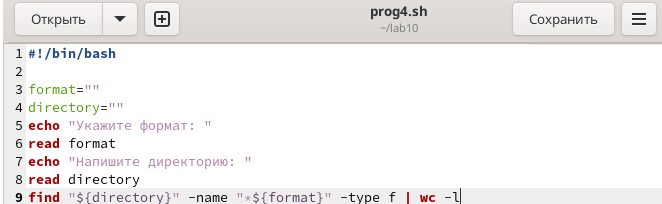 Открыть
prog4.sh
~/lab10
Сохранить
1 #!/bin/bash
2
3 format=""
4 directory=""
5 echo "Укажите формат: "
6 read format
7 echo "Напишите директорию: "
8 read directory
9 find "${directory}" -name "*${format}" -type f | wc -l